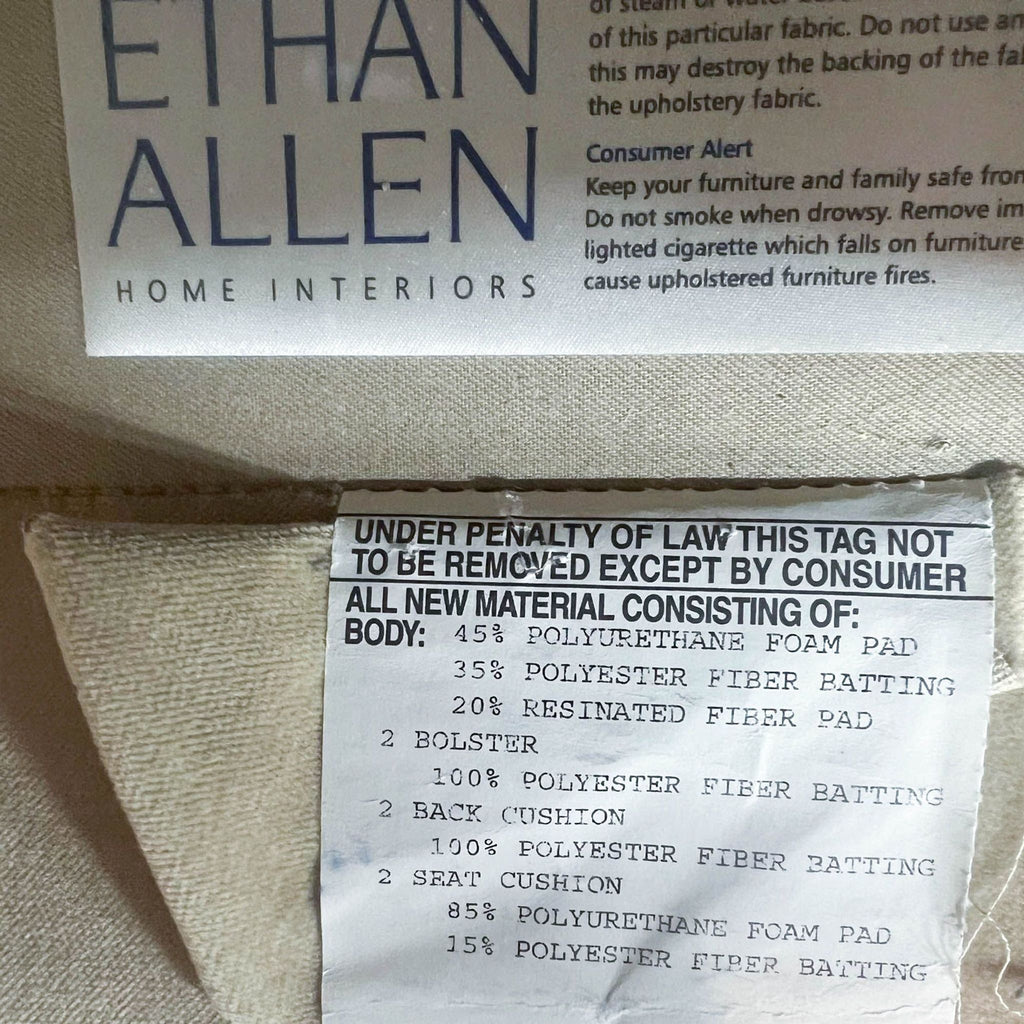 ETHAN
ALLEN
HOME INTERIORS
of steam or water
of this particular fabric. Do not use
this may destroy the backing of the
the upholstery fabric.
Consumer Alert
Keep your furniture and family safe from
Do not smoke when drowsy. Remove
lighted cigarette which falls on furniture
cause upholstered furniture fires.
UNDER PENALTY OF LAW THIS TAG NOT
TO BE REMOVED EXCEPT BY CONSUMER
ALL NEW MATERIAL CONSISTING OF:
BODY: 45% POLYURETHANE FOAM PAD
35% POLYESTER FIBER BATTING
20% RESINATED FIBER PAD
2 BOLSTER
100% POLYESTER FIBER BATTING
2 BACK CUSHION
100% POLYESTER FIBER BATTING
2 SEAT CUSHION
85% POLYURETHANE FOAM PAD
15% POLYESTER FIBER BATTING